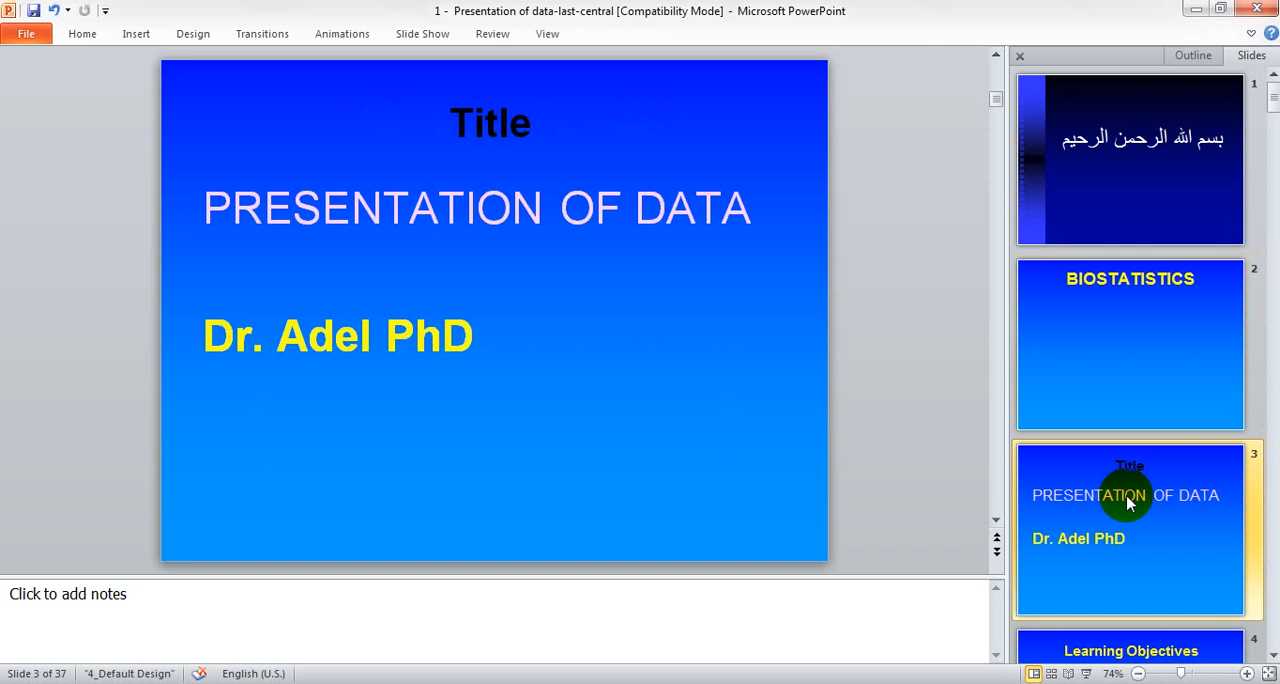 1 - Presentation of data-last-central [Compatibility Mode] - Microsoft PowerPoint
File Home Insert Design Transitions Animations Slide Show Review View
Title
PRESENTATION OF DATA
Dr. Adel PhD
Click to add notes
Outline Slides
1
بسم الله الرحمن الرحيم
2
BIOSTATISTICS
3
Title
PRESENTATION OF DATA
Dr. Adel PhD
4
Learning Objectives
Slide 3 of 37 "4_Default Design" English (U.S.) 74%